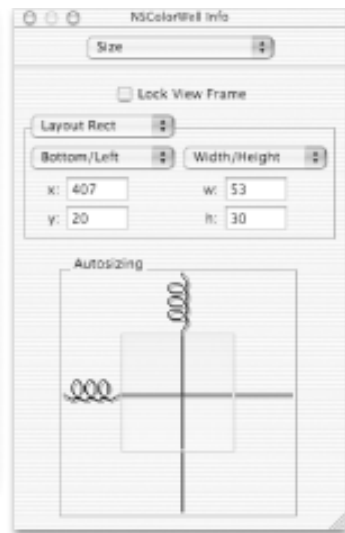 NSColorWell Info
Size
Lock View Frame
Layout Rect
Bottom/Left Width/Height
x: 407 w: 53
y: 20 h: 30
Autosizing